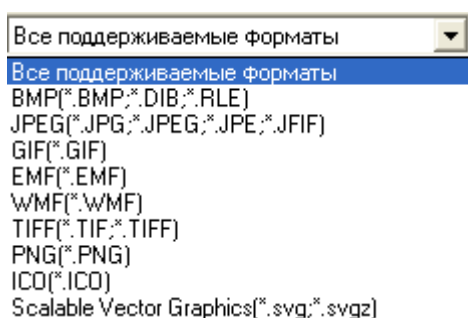 Все поддерживаемые форматы
Все поддерживаемые форматы
BMP(*.BMP;*.DIB;*.RLE)
JPEG(*.JPG;*.JPEG;*.JPE;*.JFIF)
GIF(*.GIF)
EMF(*.EMF)
WMF(*.WMF)
TIFF(*.TIF;*.TIFF)
PNG(*.PNG)
ICO(*.ICO)
Scalable Vector Graphics(*.svg;*.svgz)